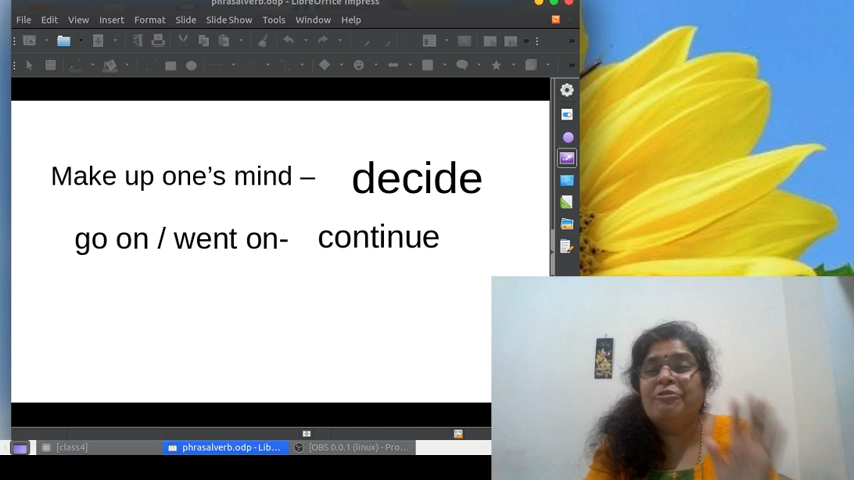 phrasalverb.odp - LibreOffice Impress
File Edit View Insert Format Slide Slide Show Tools Window Help
Make up one’s mind – decide
go on / went on- continue
[class4] phrasalverb.odp - Lib... [OBS 0.0.1 (linux) - Pro...